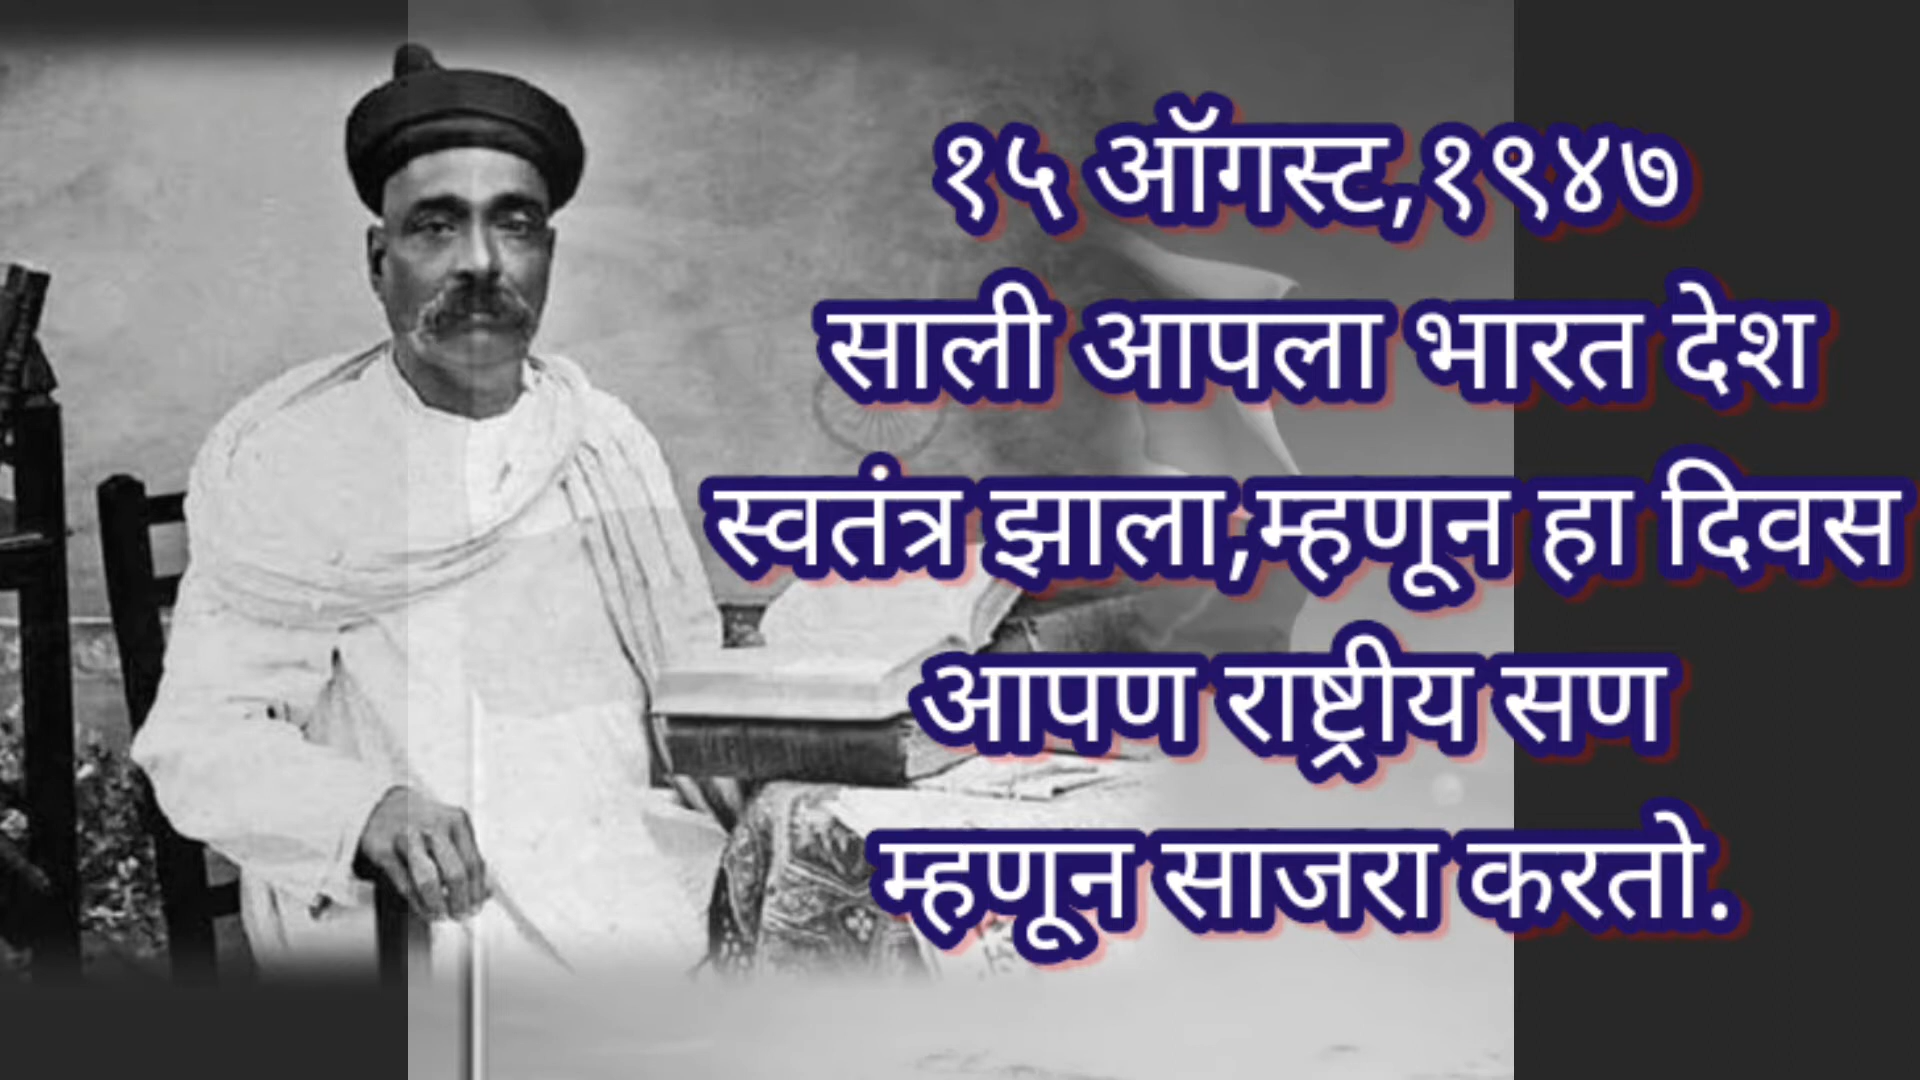 १५ ऑगस्ट,१९४७
साली आपला भारत देश
स्वतंत्र झाला,म्हणून हा दिवस
आपण राष्ट्रीय सण
म्हणून साजरा करतो.